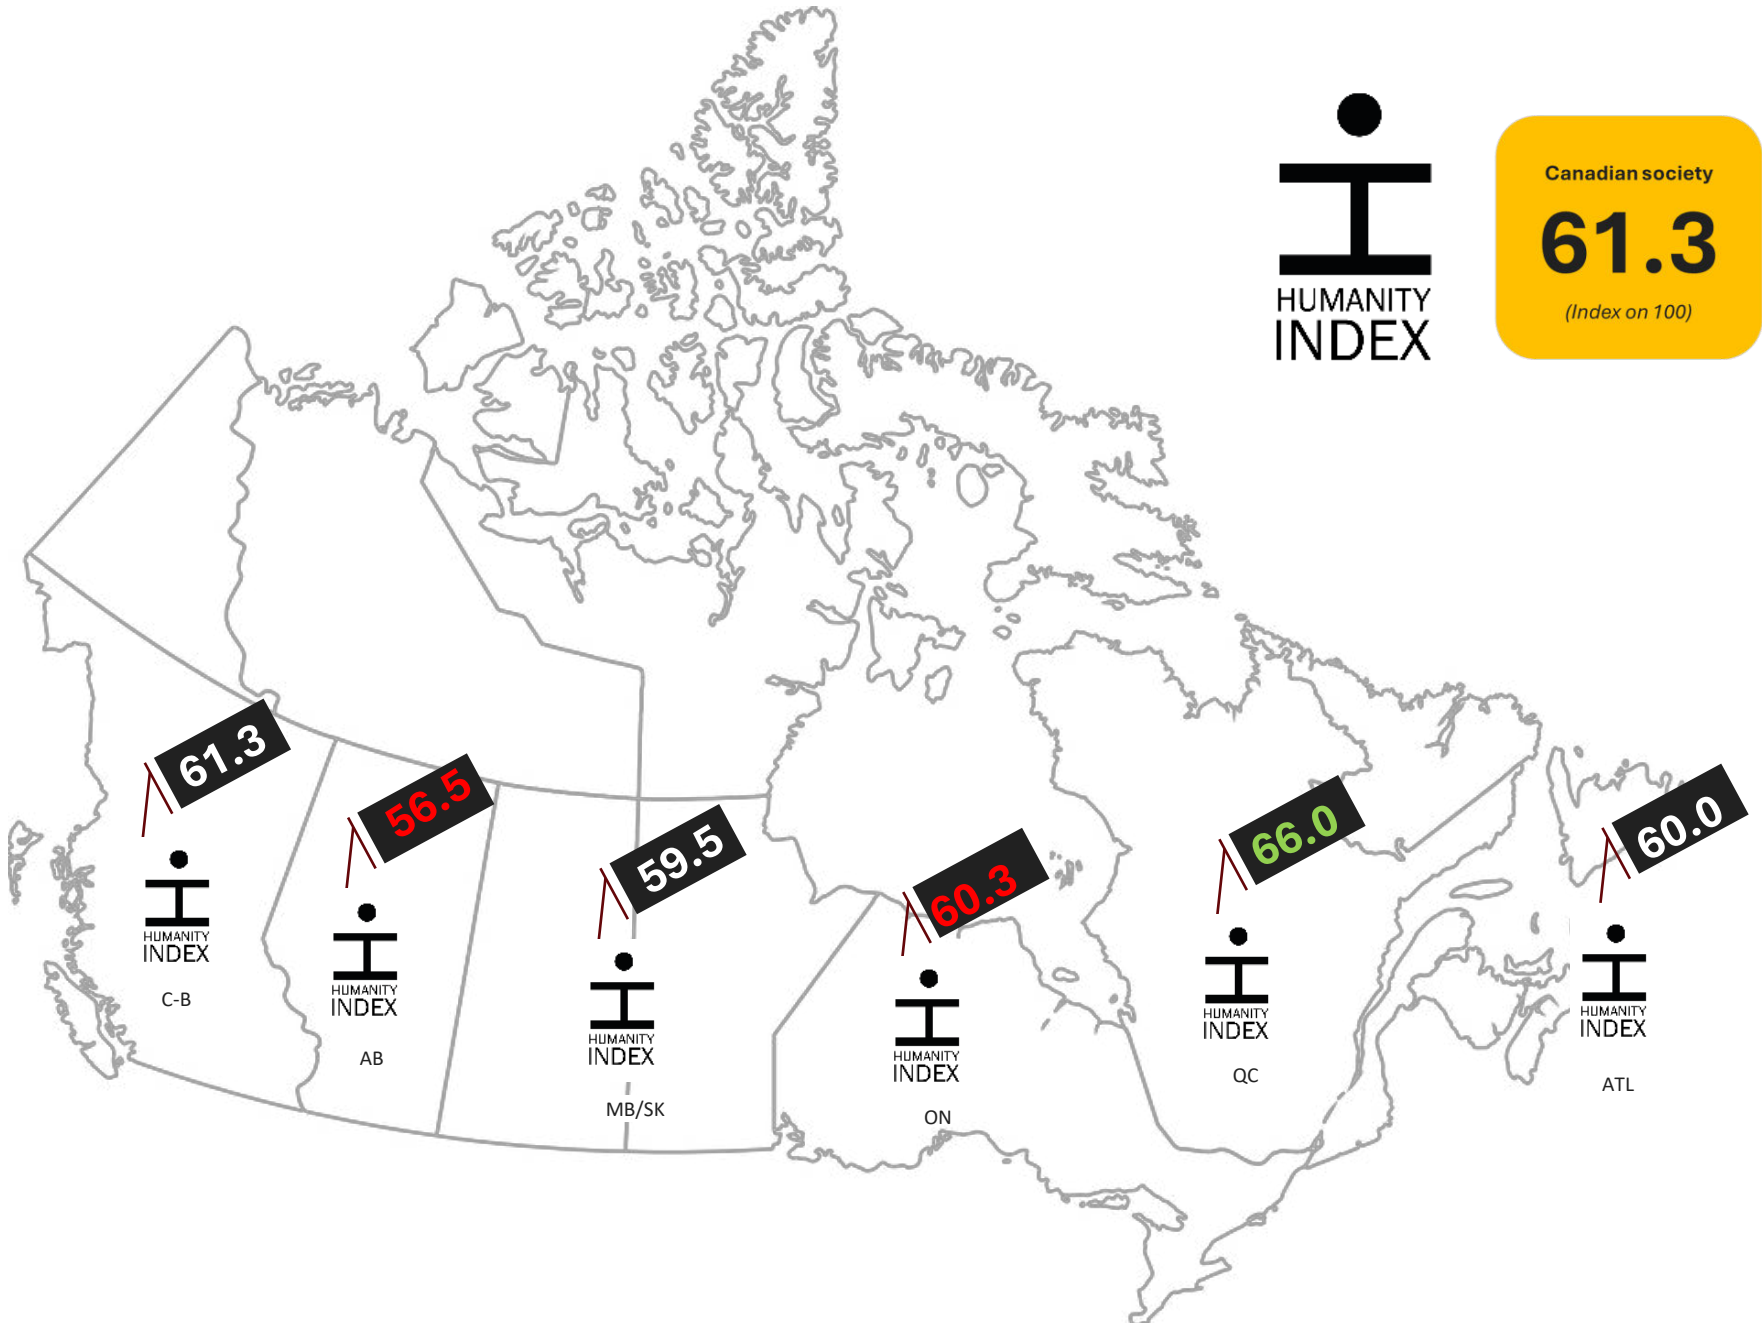 HUMANITY
INDEX
Canadian society
61.3
(Index on 100)
61.3
HUMANITY
INDEX
C-B
56.5
HUMANITY
INDEX
AB
59.5
HUMANITY
INDEX
MB/SK
60.3
HUMANITY
INDEX
ON
66.0
HUMANITY
INDEX
QC
60.0
HUMANITY
INDEX
ATL